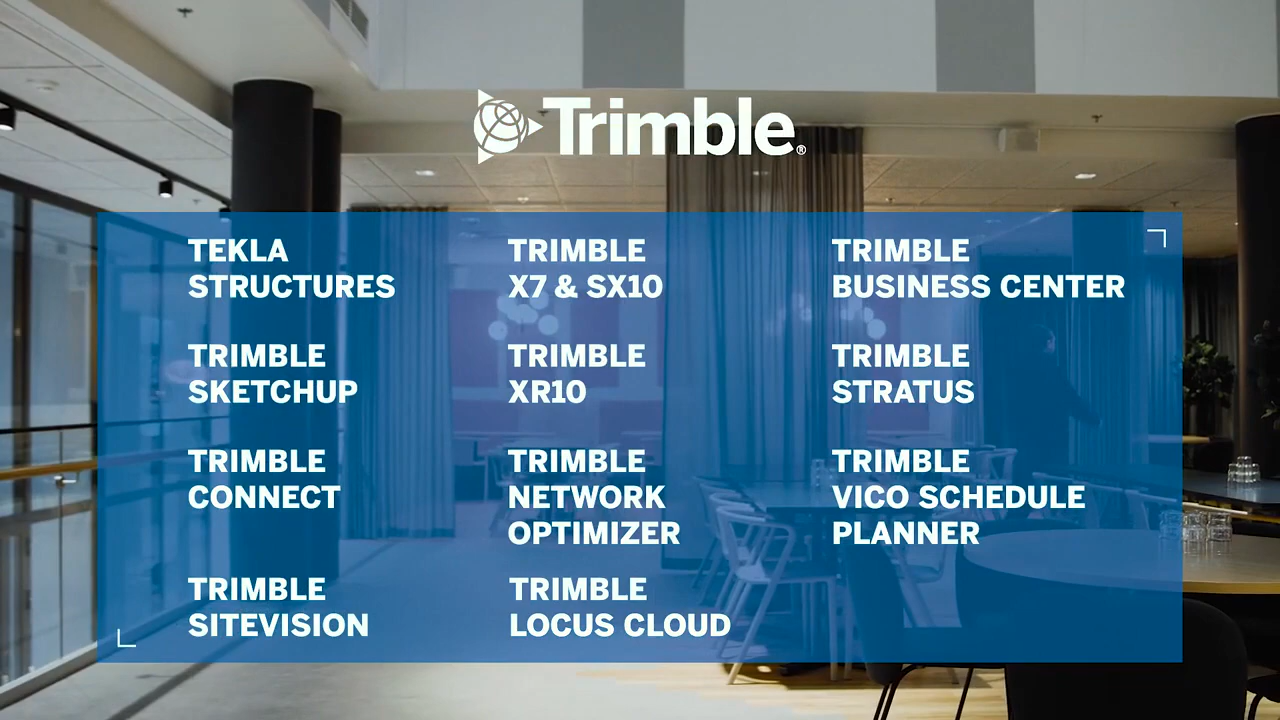 Trimble®
TEKLA
STRUCTURES
TRIMBLE
SKETCHUP
TRIMBLE
CONNECT
TRIMBLE
SITEVISION
TRIMBLE
X7 & SX10
TRIMBLE
XR10
TRIMBLE
NETWORK
OPTIMIZER
TRIMBLE
LOCUS CLOUD
TRIMBLE
BUSINESS CENTER
TRIMBLE
STRATUS
TRIMBLE
VICO SCHEDULE
PLANNER